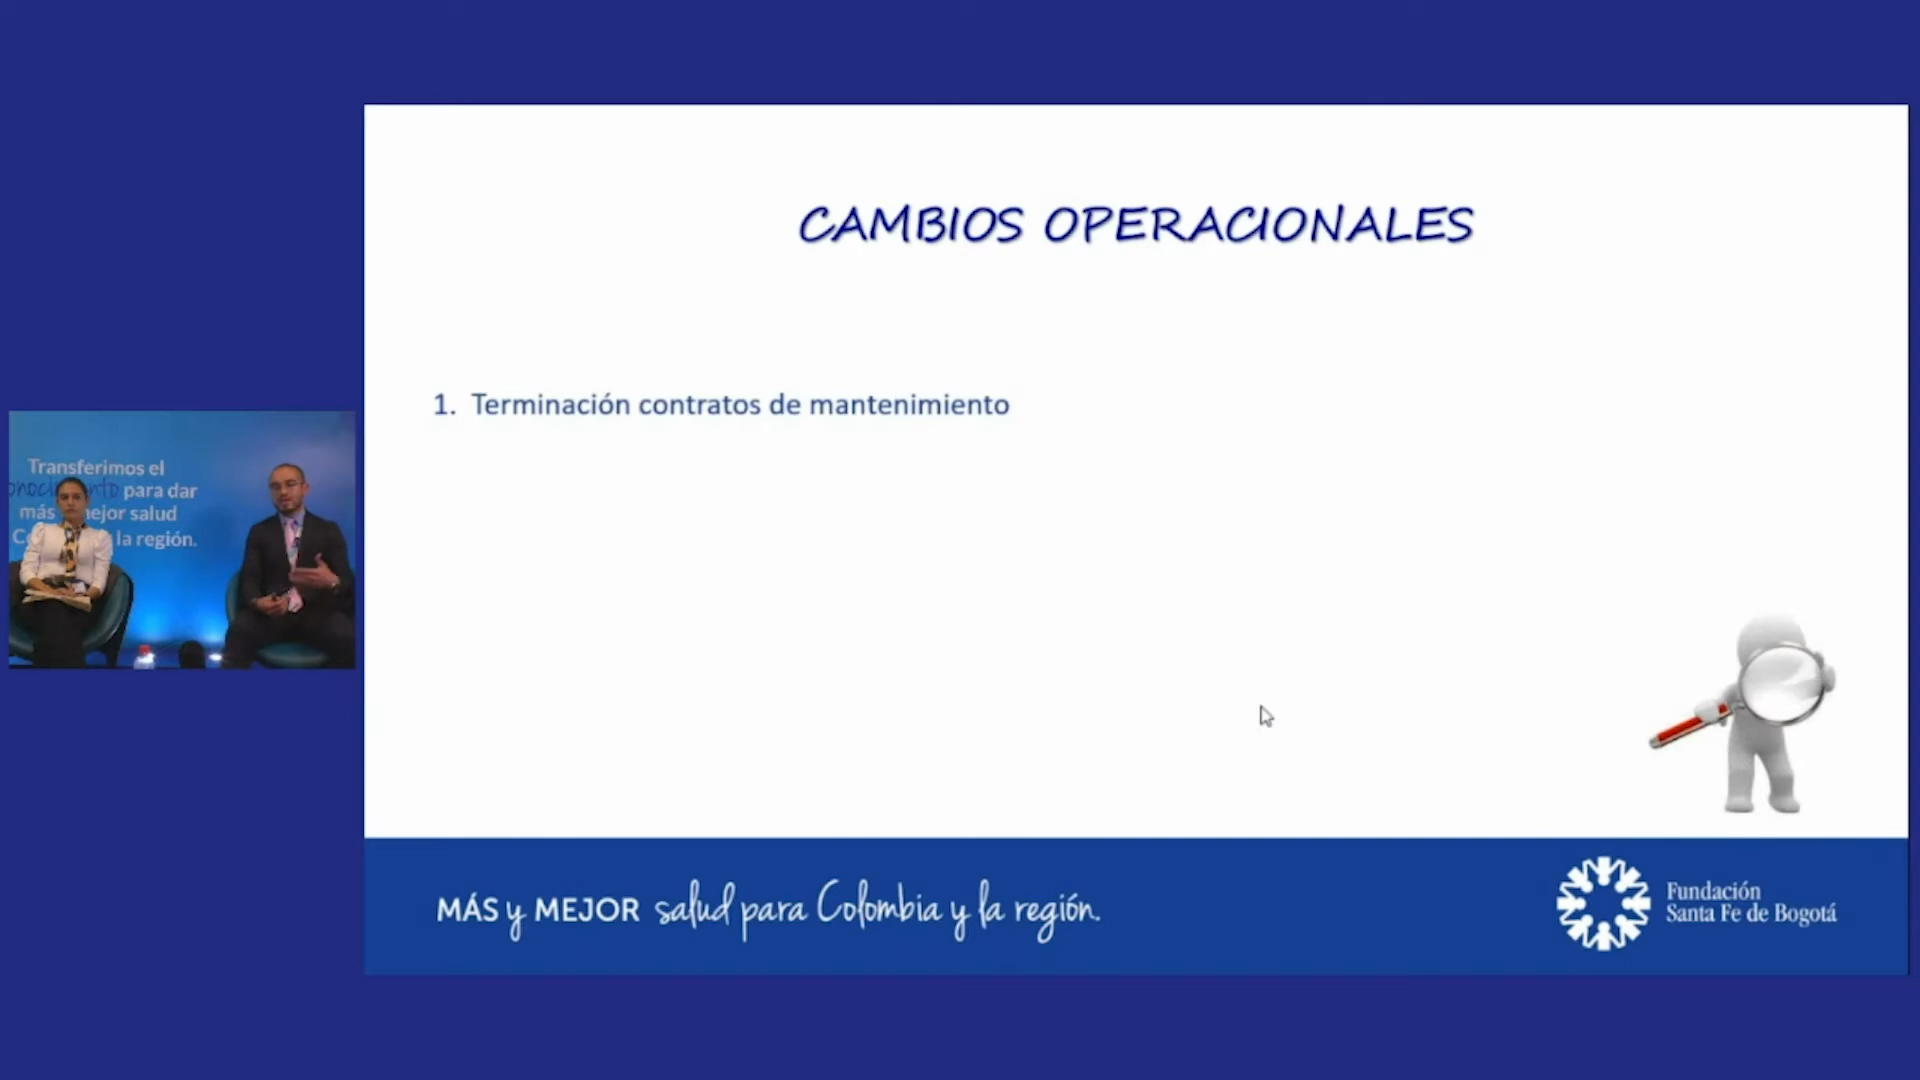 CAMBIOS OPERACIONALES
1. Terminación contratos de mantenimiento
Transferimos el
para dar
más
salud
la región.
MÁS y MEJOR salud para Colombia y la región.
Fundación
Santa Fe de Bogotá